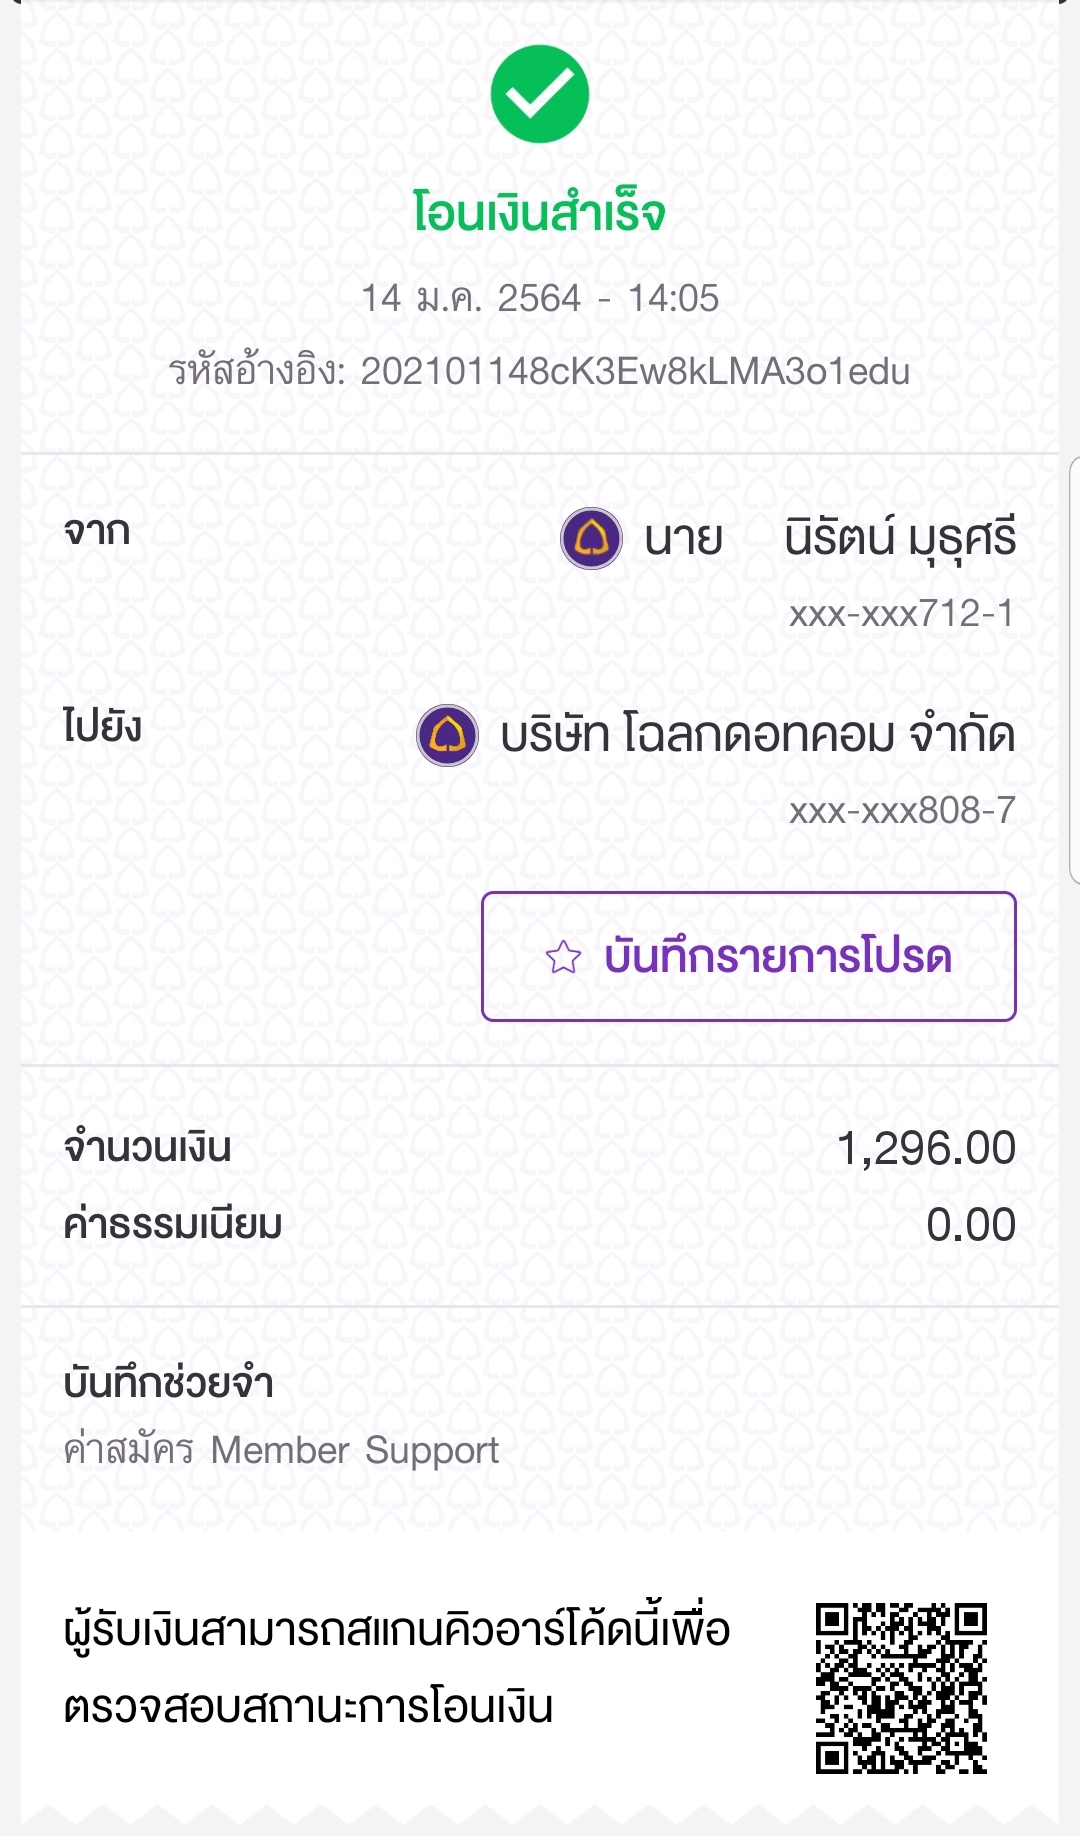 โอนเงินสำเร็จ
14 ม.ค. 2564 - 14:05
รหัสอ้างอิง: 202101148cK3Ew8kLMA3o1edu
จาก
นาย นิรัตน์ มุธุศรี
xxx-xxx712-1
ไปยัง
บริษัท โฉลกดอทคอม จำกัด
xxx-xxx808-7
บันทึกรายการโปรด
จำนวนเงิน 1,296.00
ค่าธรรมเนียม 0.00
บันทึกช่วยจำ
ค่าสมัคร Member Support
ผู้รับเงินสามารถสแกนคิวอาร์โค้ดนี้เพื่อ
ตรวจสอบสถานะการโอนเงิน